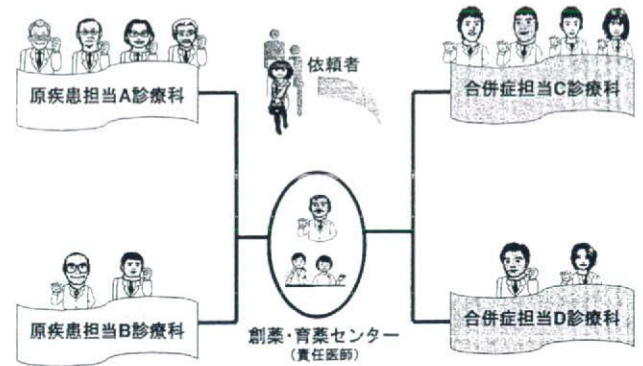 依頼者
原疾患担当A診療科
合併症担当C診療科
原疾患担当B診療科
合併症担当D診療科
創薬・育薬センター
(責任医師)